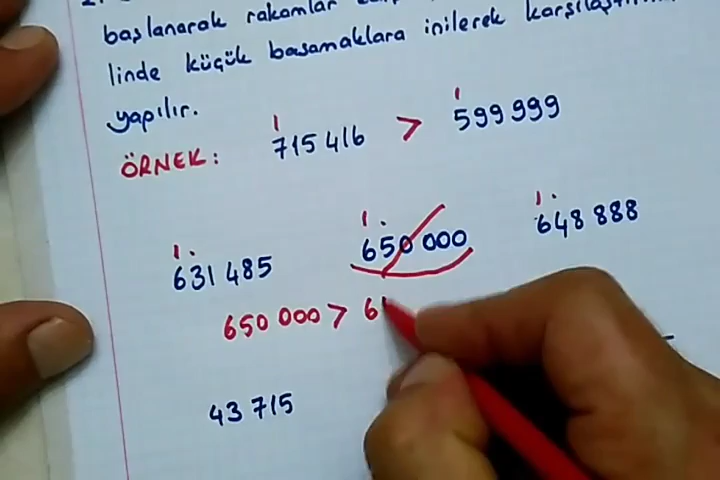 başlanarak rakamlar
linde küçük basamaklara inilerek
yapılır.
ÖRNEK: 715 416 > 599 999
631 485 650 000 648 888
650 000 > 6
43 715